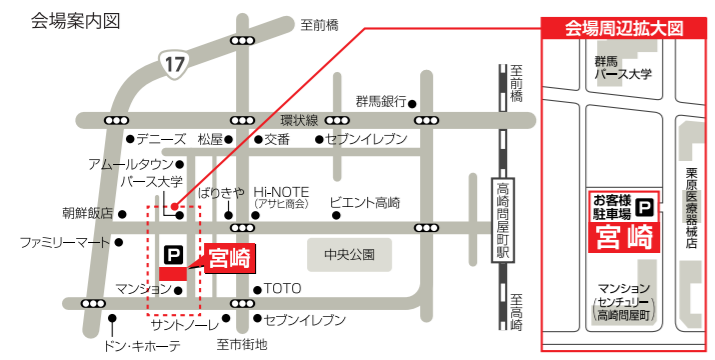 会場案内図
至前橋
17
群馬銀行
環状線
デニーズ
松屋
交番
セブンイレブン
アムールタウン
パース大学
ばりきや
Hi-NOTE
(アサヒ商会)
ビエント高崎
朝鮮飯店
ファミリーマート
P
宮崎
中央公園
マンション
TOTO
サントノーレ
セブンイレブン
ドン・キホーテ
至市街地
至前橋
高崎問屋町駅
至高崎
会場周辺拡大図
群馬
パース大学
栗原医療器械店
お客様
駐車場
P
宮崎
マンション
(センチュリー
高崎問屋町)